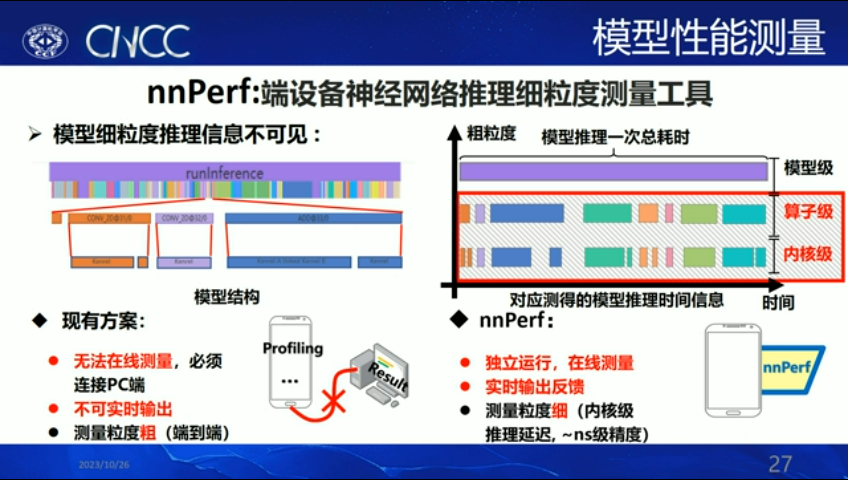 CNCC
模型性能测量
nnPerf:端设备神经网络推理细粒度测量工具
模型细粒度推理信息不可见：
runInference
CONV_2D@31/0
CONV_2D@32/0
ADD@33/0
Kernel
Kernel
Kernel
模型结构
粗粒度
模型推理一次总耗时
模型级
算子级
内核级
对应测得的模型推理时间信息
时间
现有方案：
无法在线测量，必须
连接PC端
不可实时输出
测量粒度粗（端到端）
Profiling
...
Result
nnPerf：
独立运行，在线测量
实时输出反馈
测量粒度细（内核级
推理延迟, ~ns级精度）
nnPerf
2023/10/26
27